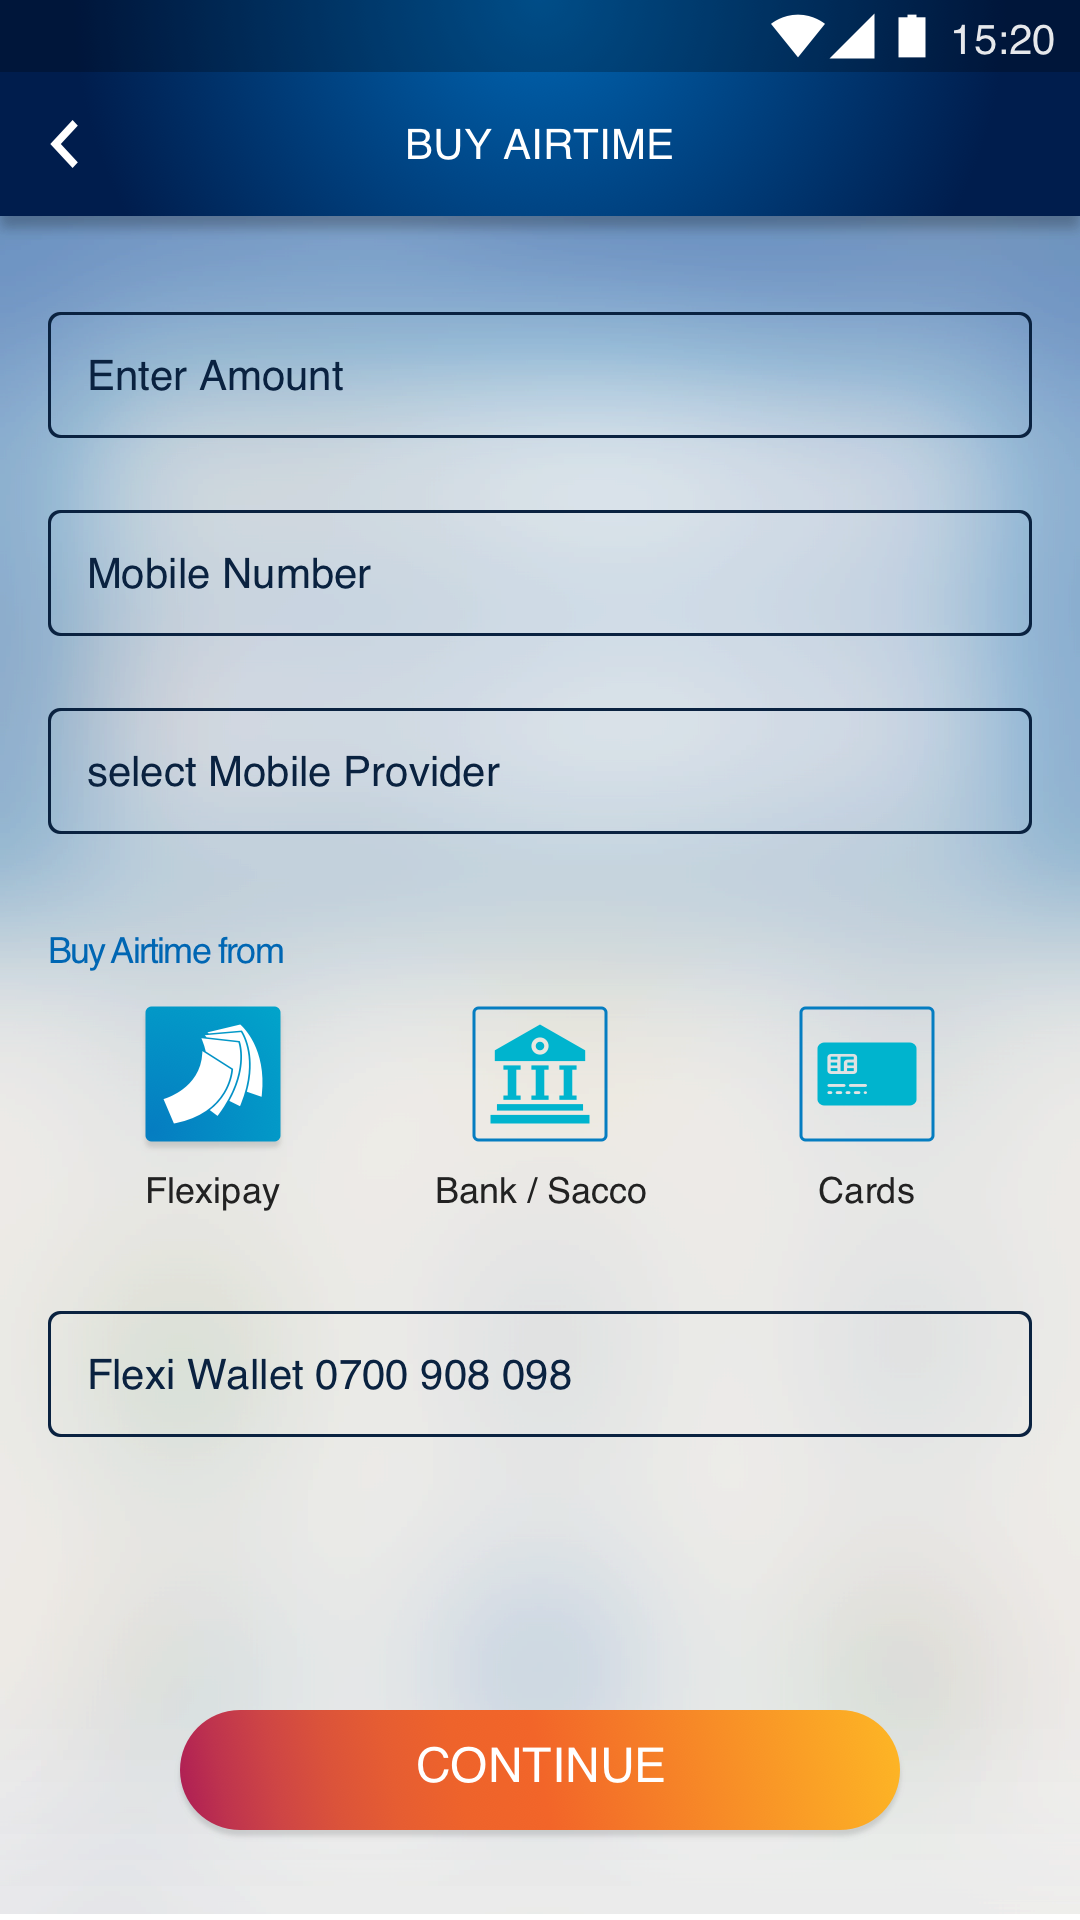 15:20
BUY AIRTIME
Enter Amount
Mobile Number
select Mobile Provider
Buy Airtime from
Flexipay
Bank / Sacco
Cards
Flexi Wallet 0700 908 098
CONTINUE